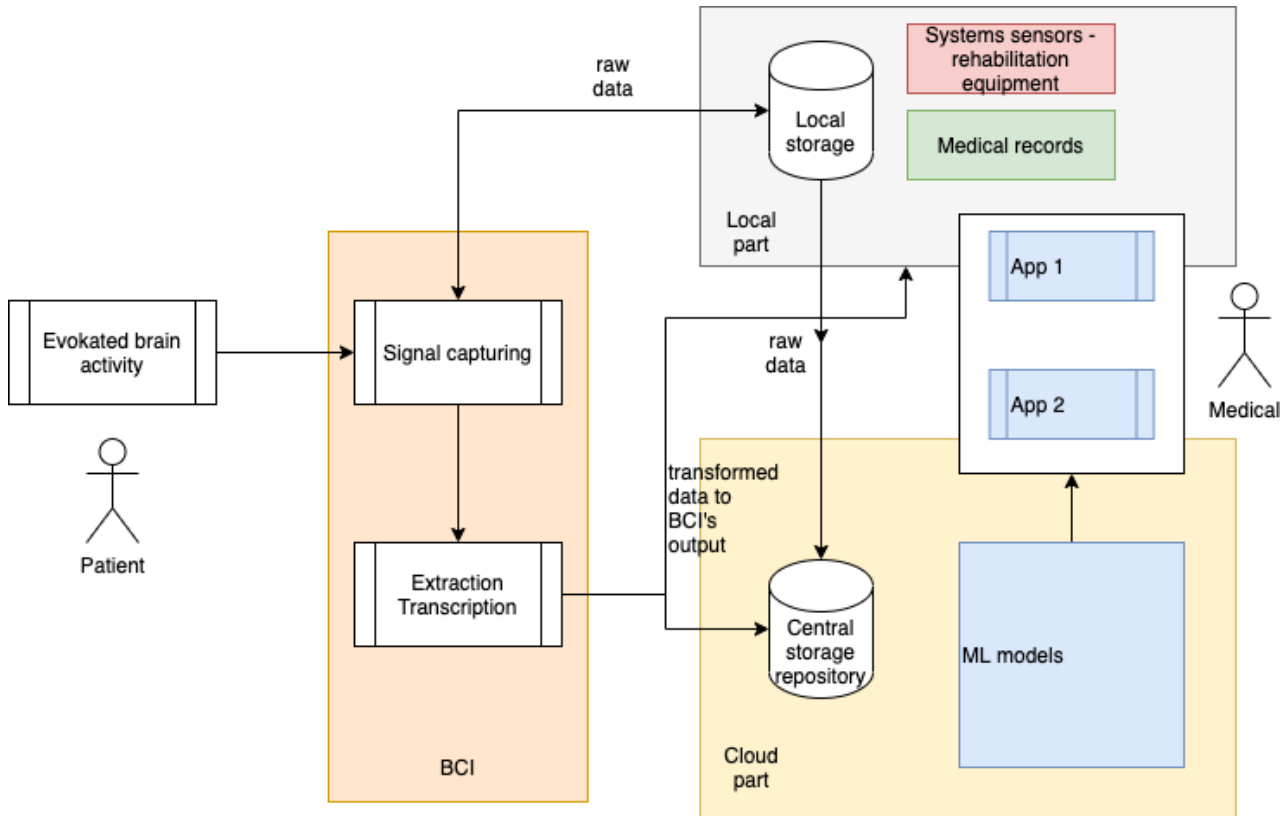 Systems sensors -
rehabilitation
equipment
raw
data
Local
storage
Medical records
Local
part
App 1
Evokated brain
activity
Signal capturing
raw
data
App 2
Medical
Patient
transformed
data to
BCI's
output
Extraction
Transcription
Central
storage
repository
ML models
BCI
Cloud
part